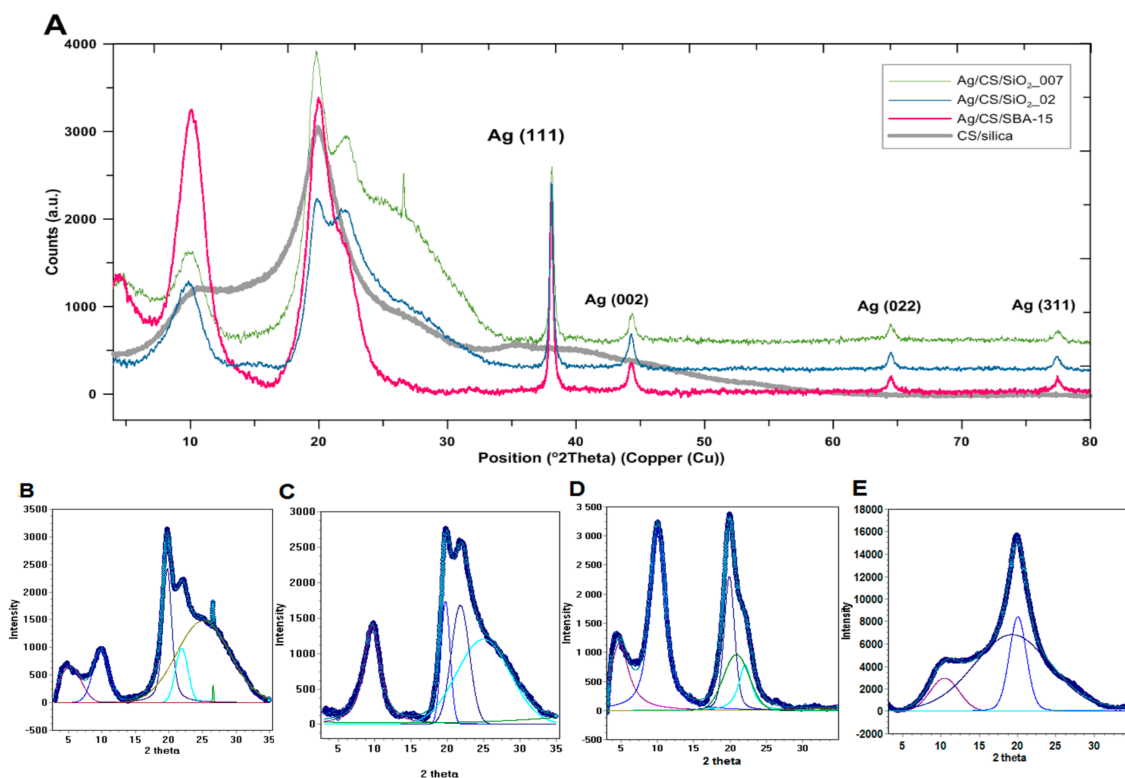 A
4000
3000
2000
1000
0
Counts (a.u.)
Ag/CS/SiO₂_007
Ag/CS/SiO₂_02
Ag/CS/SBA-15
CS/silica
Ag (111)
Ag (002)
Ag (022)
Ag (311)
10 20 30 40 50 60 70 80
Position (°2Theta) (Copper (Cu))
B
3500
3000
2500
2000
1500
1000
500
0
-500
Intensity
5 10 15 20 25 30 35
2 theta
C
3000
2500
2000
1500
1000
500
0
Intensity
5 10 15 20 25 30 35
2 theta
D
3 500
3 000
2 500
2 000
1 500
1 000
500
0
-500
Intensity
5 10 15 20 25 30
2 theta
E
18000
16000
14000
12000
10000
8000
6000
4000
2000
0
-2000
Intensity
5 10 15 20 25 30
2 theta